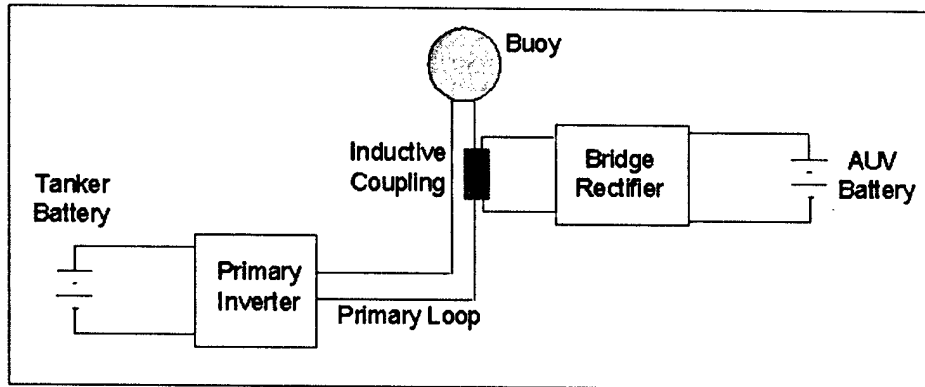 Buoy
Inductive
Coupling
Bridge
Rectifier
AUV
Battery
Tanker
Battery
Primary
Inverter
Primary Loop